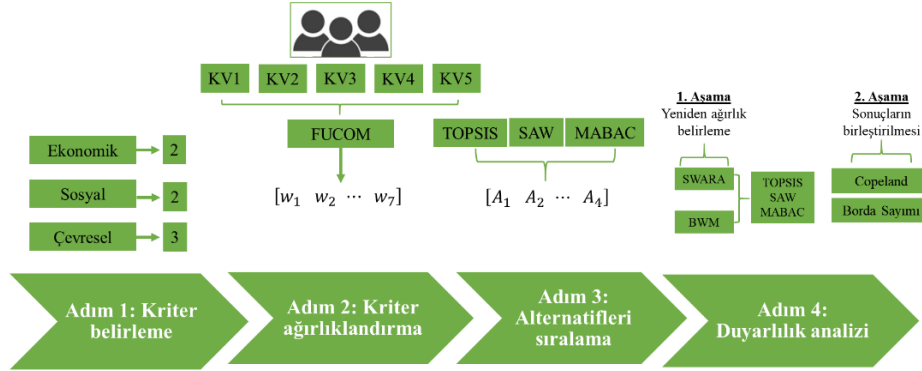 KV1 KV2 KV3 KV4 KV5
FUCOM
[w₁ w₂ ⋯ w₇]
TOPSIS SAW MABAC
[A₁ A₂ ⋯ A₄]
Ekonomik 2
Sosyal 2
Çevresel 3
1. Aşama
Yeniden ağırlık
belirleme
SWARA
BWM
TOPSIS
SAW
MABAC
2. Aşama
Sonuçların
birleştirilmesi
Copeland
Borda Sayımı
Adım 1: Kriter
belirleme
Adım 2: Kriter
ağırlıklandırma
Adım 3:
Alternatifleri
sıralama
Adım 4:
Duyarlılık analizi